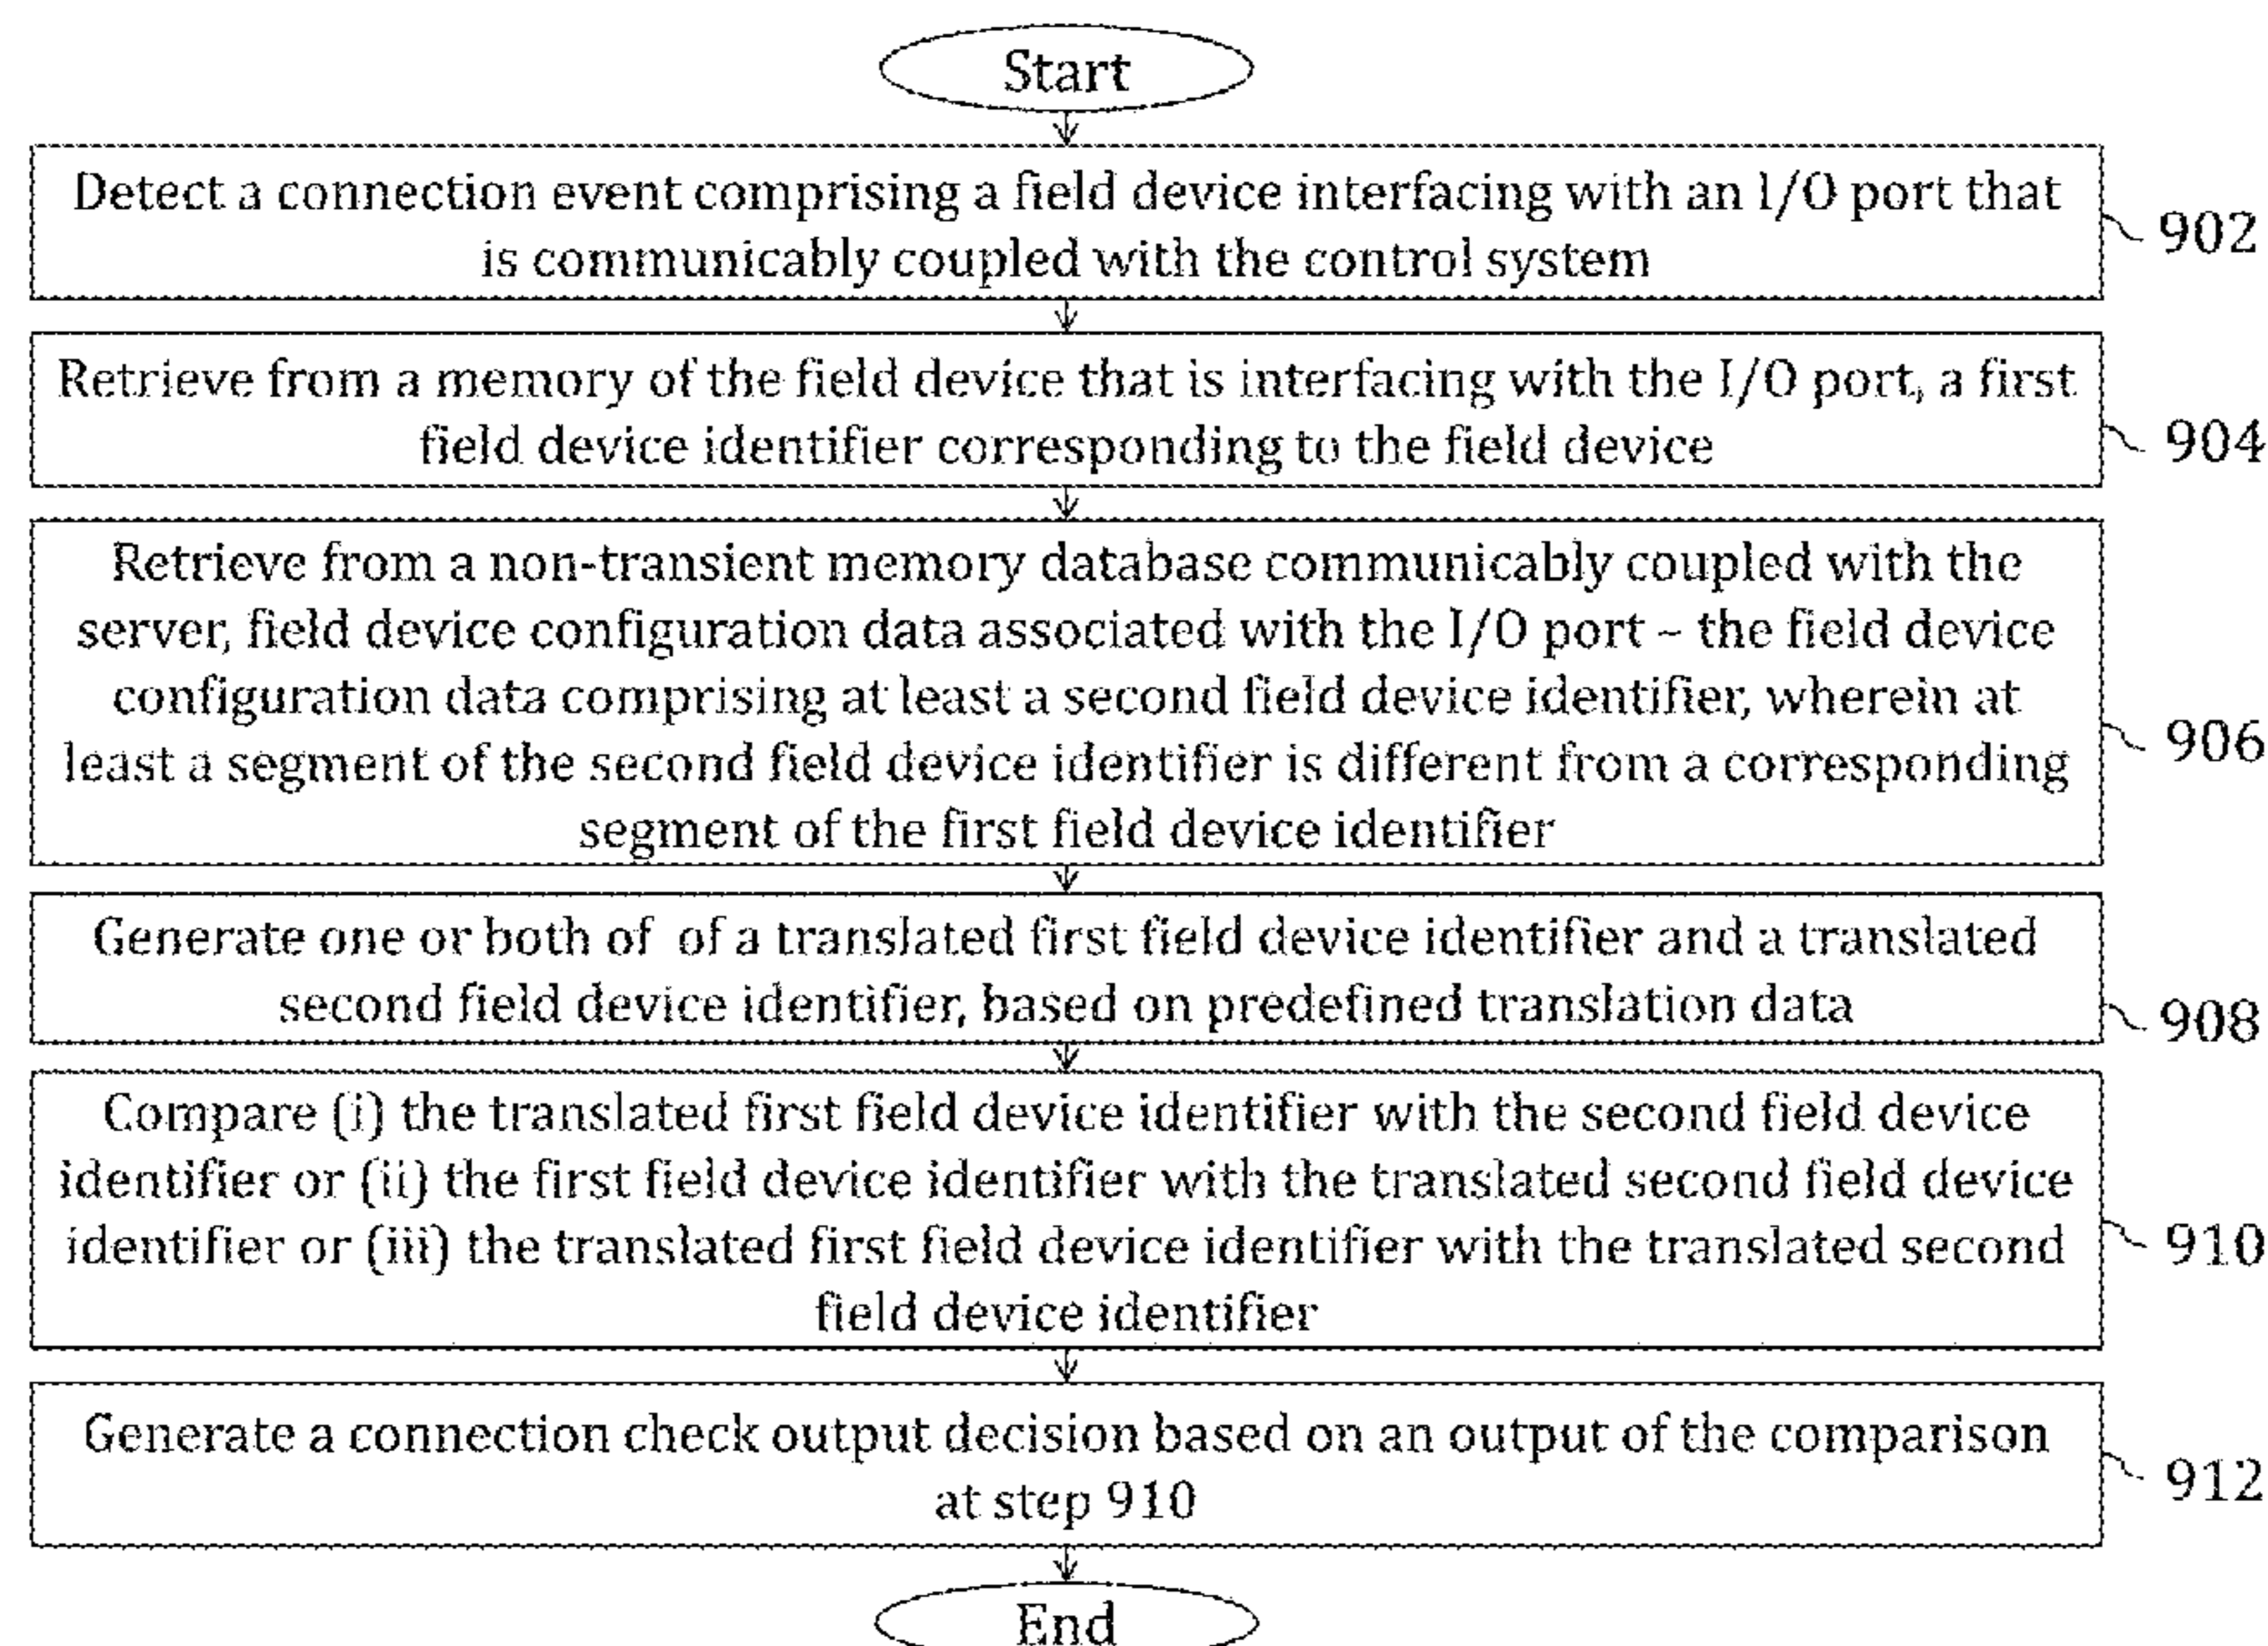 Start
Detect a connection event comprising a field device interfacing with an I/O port that
is communicably coupled with the control system
902
Retrieve from a memory of the field device that is interfacing with the I/O port, a first
field device identifier corresponding to the field device
904
Retrieve from a non-transient memory database communicably coupled with the
server, field device configuration data associated with the I/O port – the field device
configuration data comprising at least a second field device identifier, wherein at
least a segment of the second field device identifier is different from a corresponding
segment of the first field device identifier
906
Generate one or both of of a translated first field device identifier and a translated
second field device identifier, based on predefined translation data
908
Compare (i) the translated first field device identifier with the second field device
identifier or (ii) the first field device identifier with the translated second field device
identifier or (iii) the translated first field device identifier with the translated second
field device identifier
910
Generate a connection check output decision based on an output of the comparison
at step 910
912
End